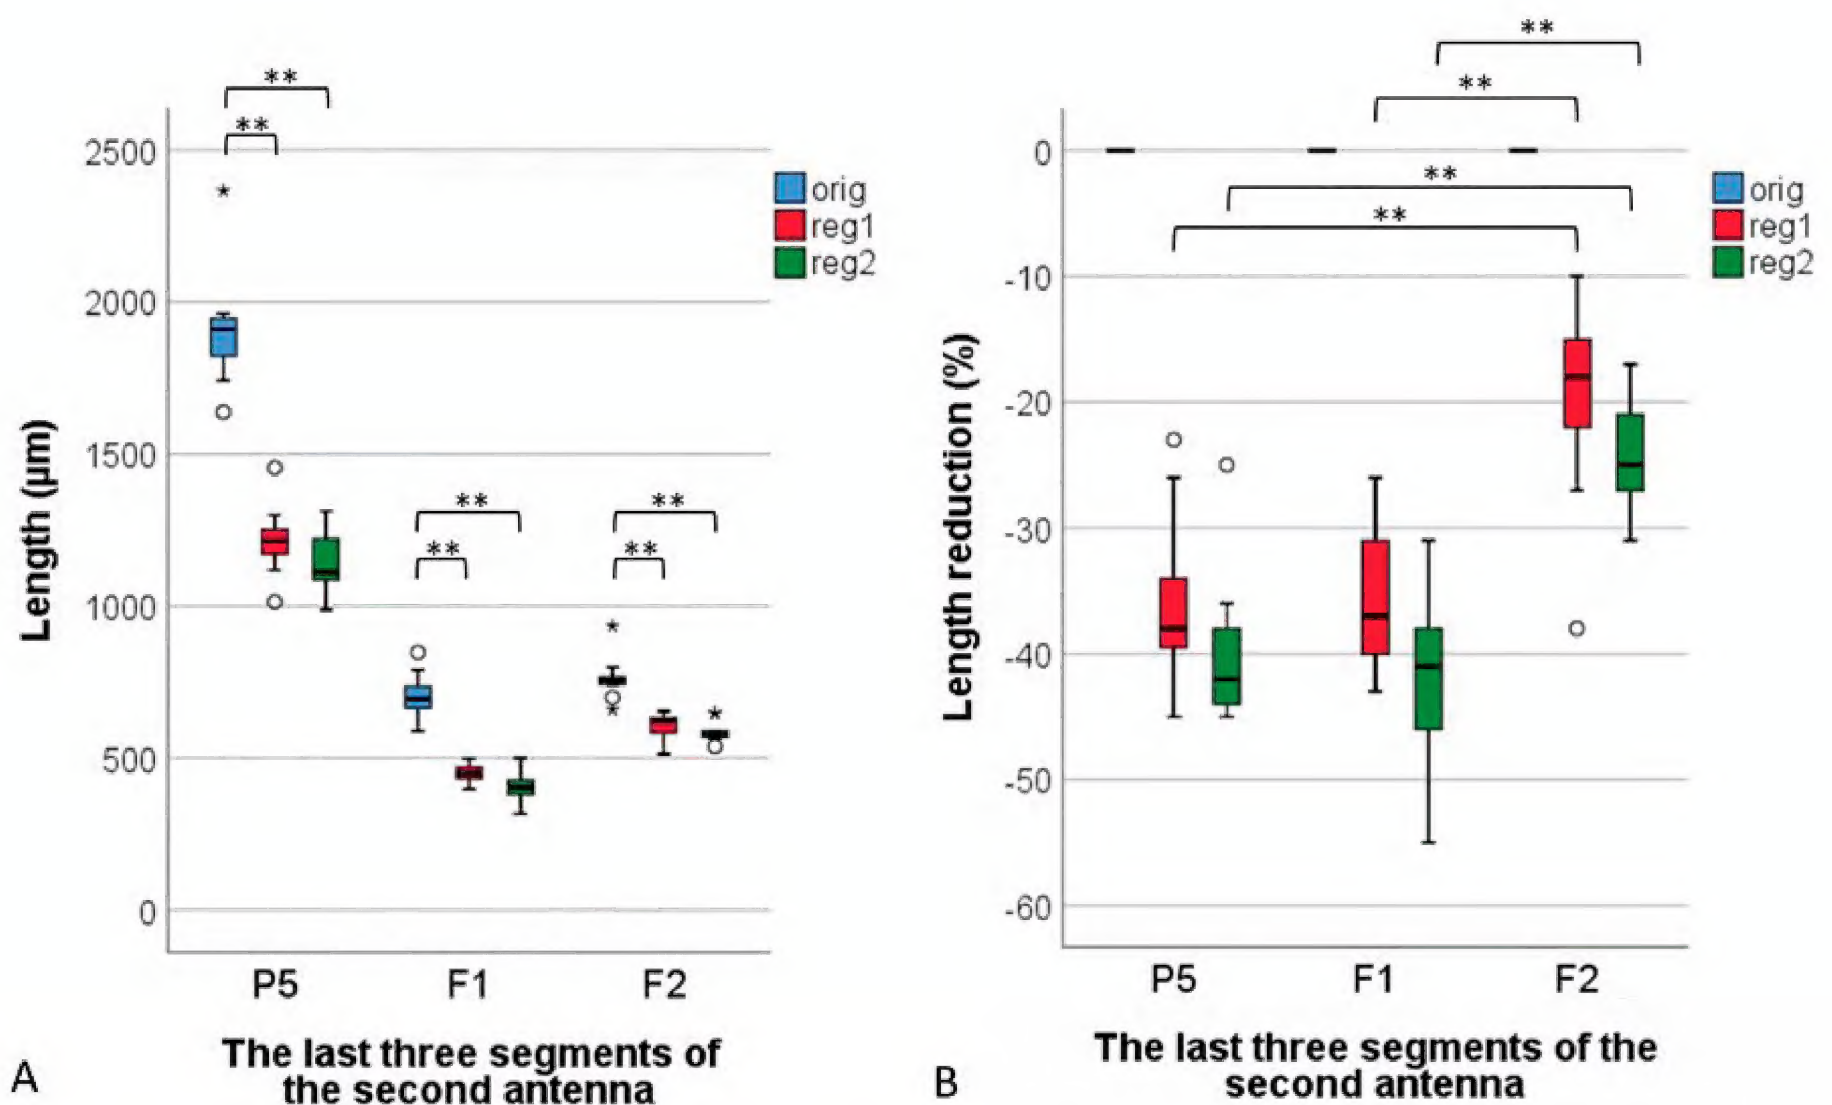 **
**
2500
2000
1500
1000
500
0
Length (µm)
*
*
*
*
**
**
**
**
orig
reg1
reg2
P5
F1
F2
The last three segments of
the second antenna
A
**
**
**
**
0
-10
-20
-30
-40
-50
-60
Length reduction (%)
orig
reg1
reg2
P5
F1
F2
The last three segments of the
second antenna
B